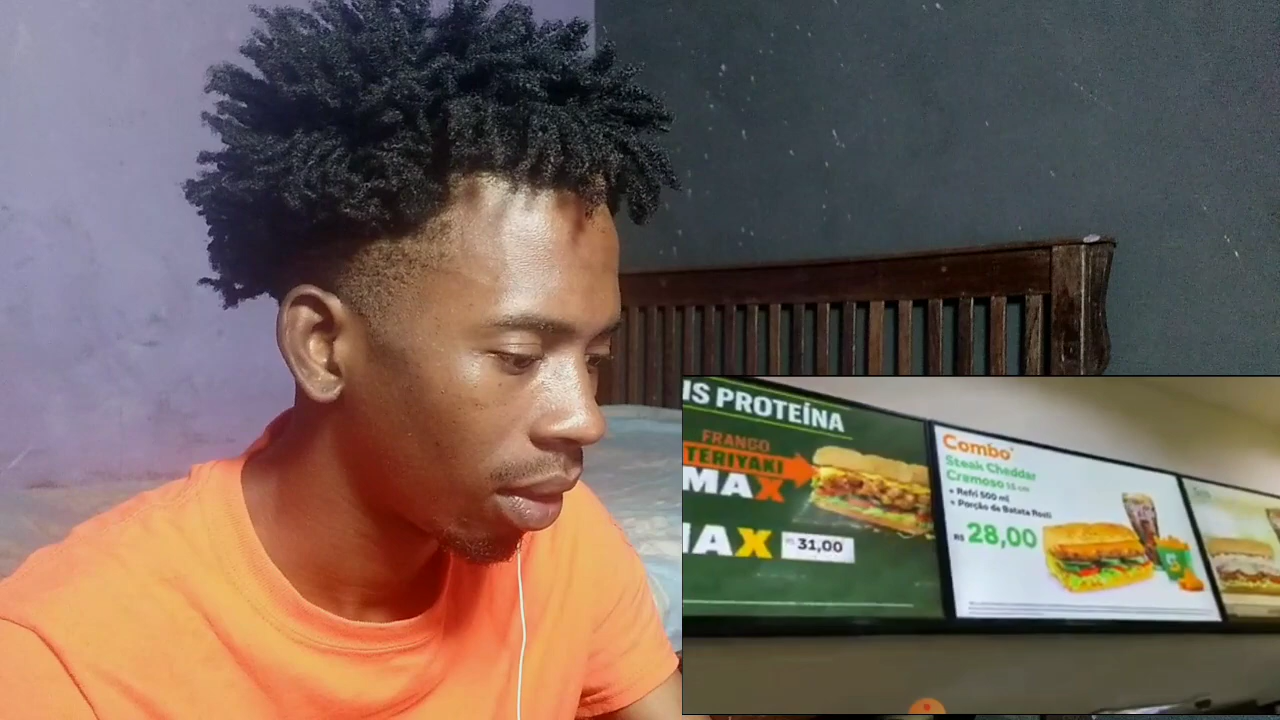 IS PROTEÍNA
FRANGO
TERIYAKI
MAX
AX
R$ 31,00
Combo
Steak Cheddar
Cremoso 15 cm
+ Refri 500 ml
+ Porção de Batata Rosti
R$ 28,00